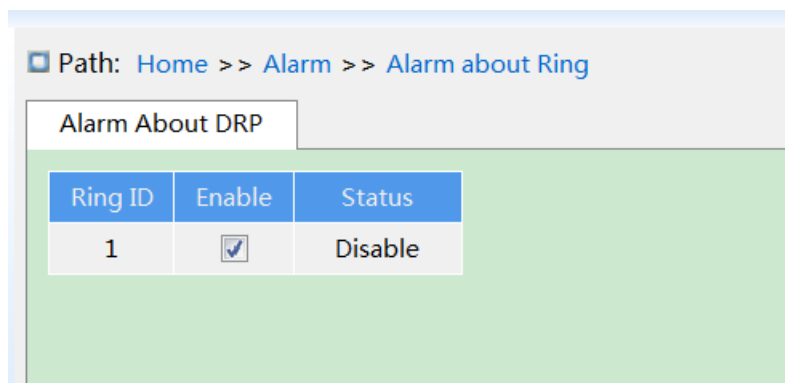 Path: Home >> Alarm >> Alarm about Ring
Alarm About DRP
Ring ID Enable Status
1 Disable